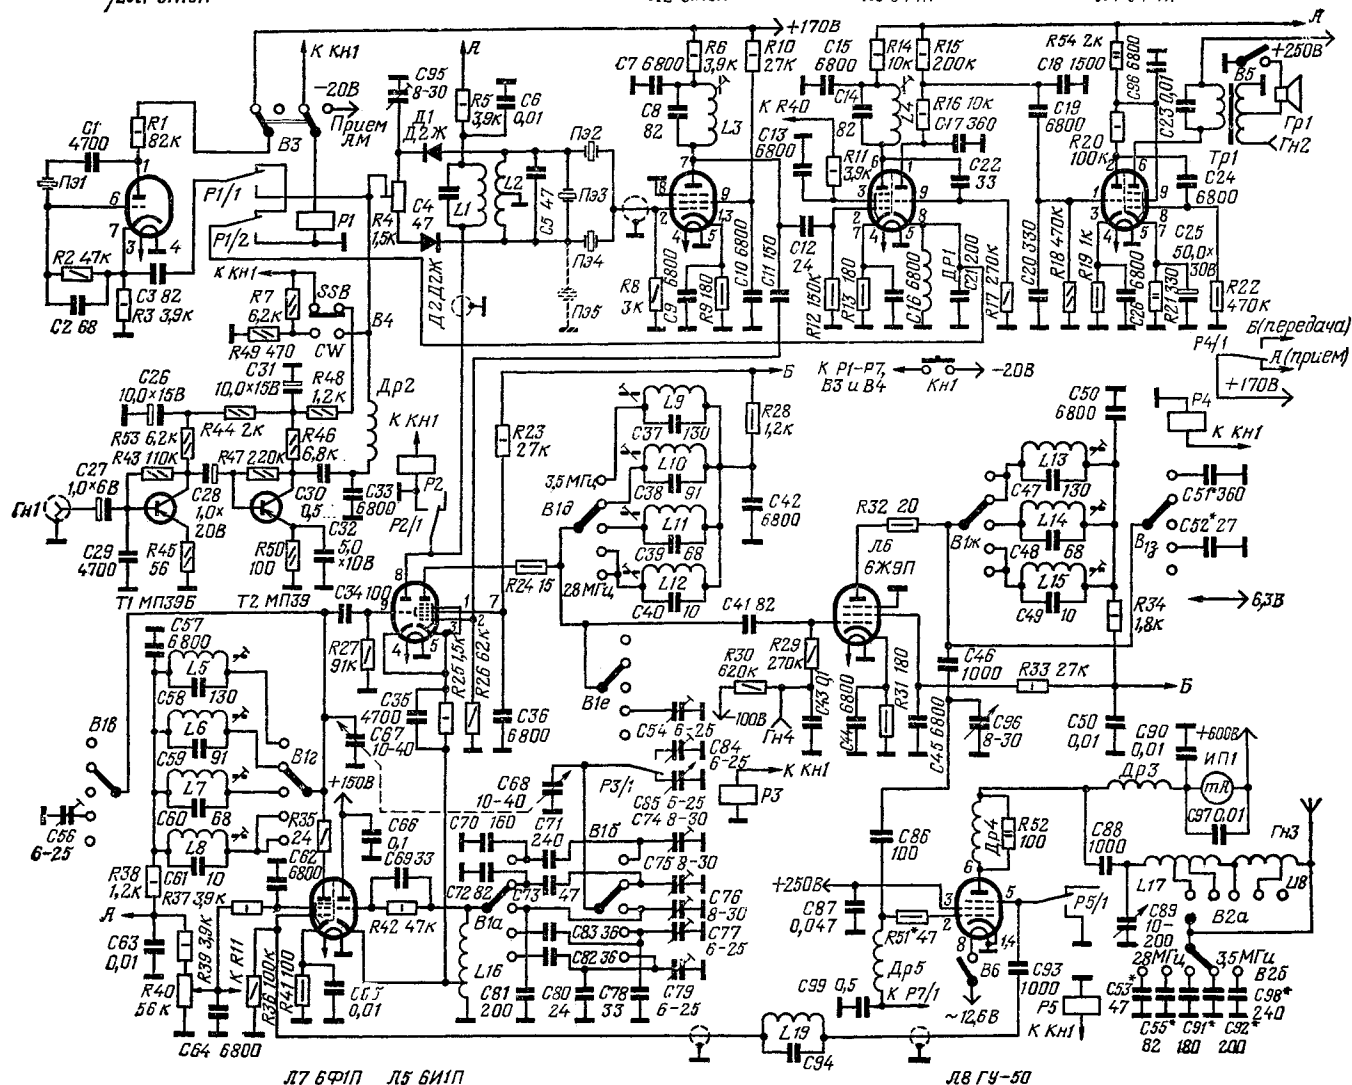 +170В
Я
К Кн1
Я
R6
3,9к
R10
27к
C15
6800
R14
10к
R15
200к
R54 2к
C96 6800
+250В
C7 6800
C18 1500
В5
C95
8-30
R5
3,9к
C6
0,01
-20В
Прием
АМ
C1
4700
R1
82к
В3
Д1
Д2Ж
C8
82
L3
К R40
C14
82
L4
R16 10к
C17 360
C19
6800
R20
100к
C23 0,01
Гр1
Гн2
Пэ1
Р1/1
Р1/2
Р1
R4
1,5к
C4
47
L1
L2
C5 47
Пэ2
Пэ3
Пэ4
Пэ5
C13
6800
R11
3,9к
C22
33
Тр1
C24
6800
R2 47к
C3 82
R3 3,9к
C2 68
К Кн1
R7
6,2к
SSB
R49 470
CW
В4
Д2 Д2Ж
R8
3к
C9 6800
R9 180
C10 6800
C11 150
C12
24
R12 150к
R13 180
C16 6800
ДР1
C21 200
R17 270к
C20 330
R18 470к
R19 1к
C26 6800
R21 330
C25
50,0×
30В
R22
470к
Р4/1
Б(передача)
Я(прием)
+170В
К Р1-Р7,
В3 и В4
Кн1
-20В
C26
10,0×15В
C31
10,0×15В
R48
1,2к
Др2
R53 6,2к
R44 2к
R46
6,8к
R43 110к
R47 220к
C27
1,0×6В
Гн1
C28
1,0×
20В
C30
0,5
C33
6800
C32
5,0
×10В
C29
4700
R45
56
R50
100
Т1 МП39Б
Т2 МП39
К Кн1
Р2
Р2/1
R23
27к
Б
R28
1,2к
L9
C37 130
3,5МГц
L10
C38 91
В1д
L11
C39 68
28МГц
L12
C40 10
C42
6800
R24 15
C34 100
R27
91к
R25 1,5к
R26 62к
C35
4700
C36
6800
C67
10-40
C41 82
R32 20
Л6
6Ж9П
C50
6800
L13
C47 130
L14
C48 68
L15
C49 10
В1ж
Р4
К Кн1
C51* 360
C52* 27
В1з
6,3В
R34
1,8к
R29
270к
R30
620к
-100В
Гн4
C43 0,1
C44 6800
R31 180
C45 6800
C46
1000
R33 27к
Б
C96
8-30
C50
0,01
C57
6800
L5
C58 130
L6
C59 91
L7
C60 68
L8
C61 10
В1в
В1г
C56
6-25
R35
24
C62
6800
+150В
C66
0,1
C69 33
R42 47к
R38
1,2к
Я
R37 3,9к
C63
0,01
R39 3,9к
К R11
R40
56к
R36 100к
R41 100
C65
0,01
C64 6800
В1е
C54 6-25
C84
6-25
C85 6-25
Р3/1
Р3
К Кн1
C68
10-40
C70 160
C71
240
В1б
C74 8-30
C75 8-30
C72 82
C73 47
C76
8-30
C77
6-25
В1а
C83 36
C82 36
L16
C81
200
C80
24
C78
33
C79
6-25
C86
100
+250В
C87
0,047
R51* 47
Др5
C99 0,5
К Р7/1
Др4
R52
100
Др3
C90
0,01
+600В
ИП1
mA
C97 0,01
C88
1000
Гн3
L17
L18
В2а
C89
10-
200
Р5/1
В6
~12,6В
C93
1000
Р5
К Кн1
28МГц
3,5МГц
В2б
C53*
47
C55*
82
C91*
180
C92*
200
C98*
240
L19
C94
Л7 6Ф1П
Л5 6И1П
Л8 ГУ-50